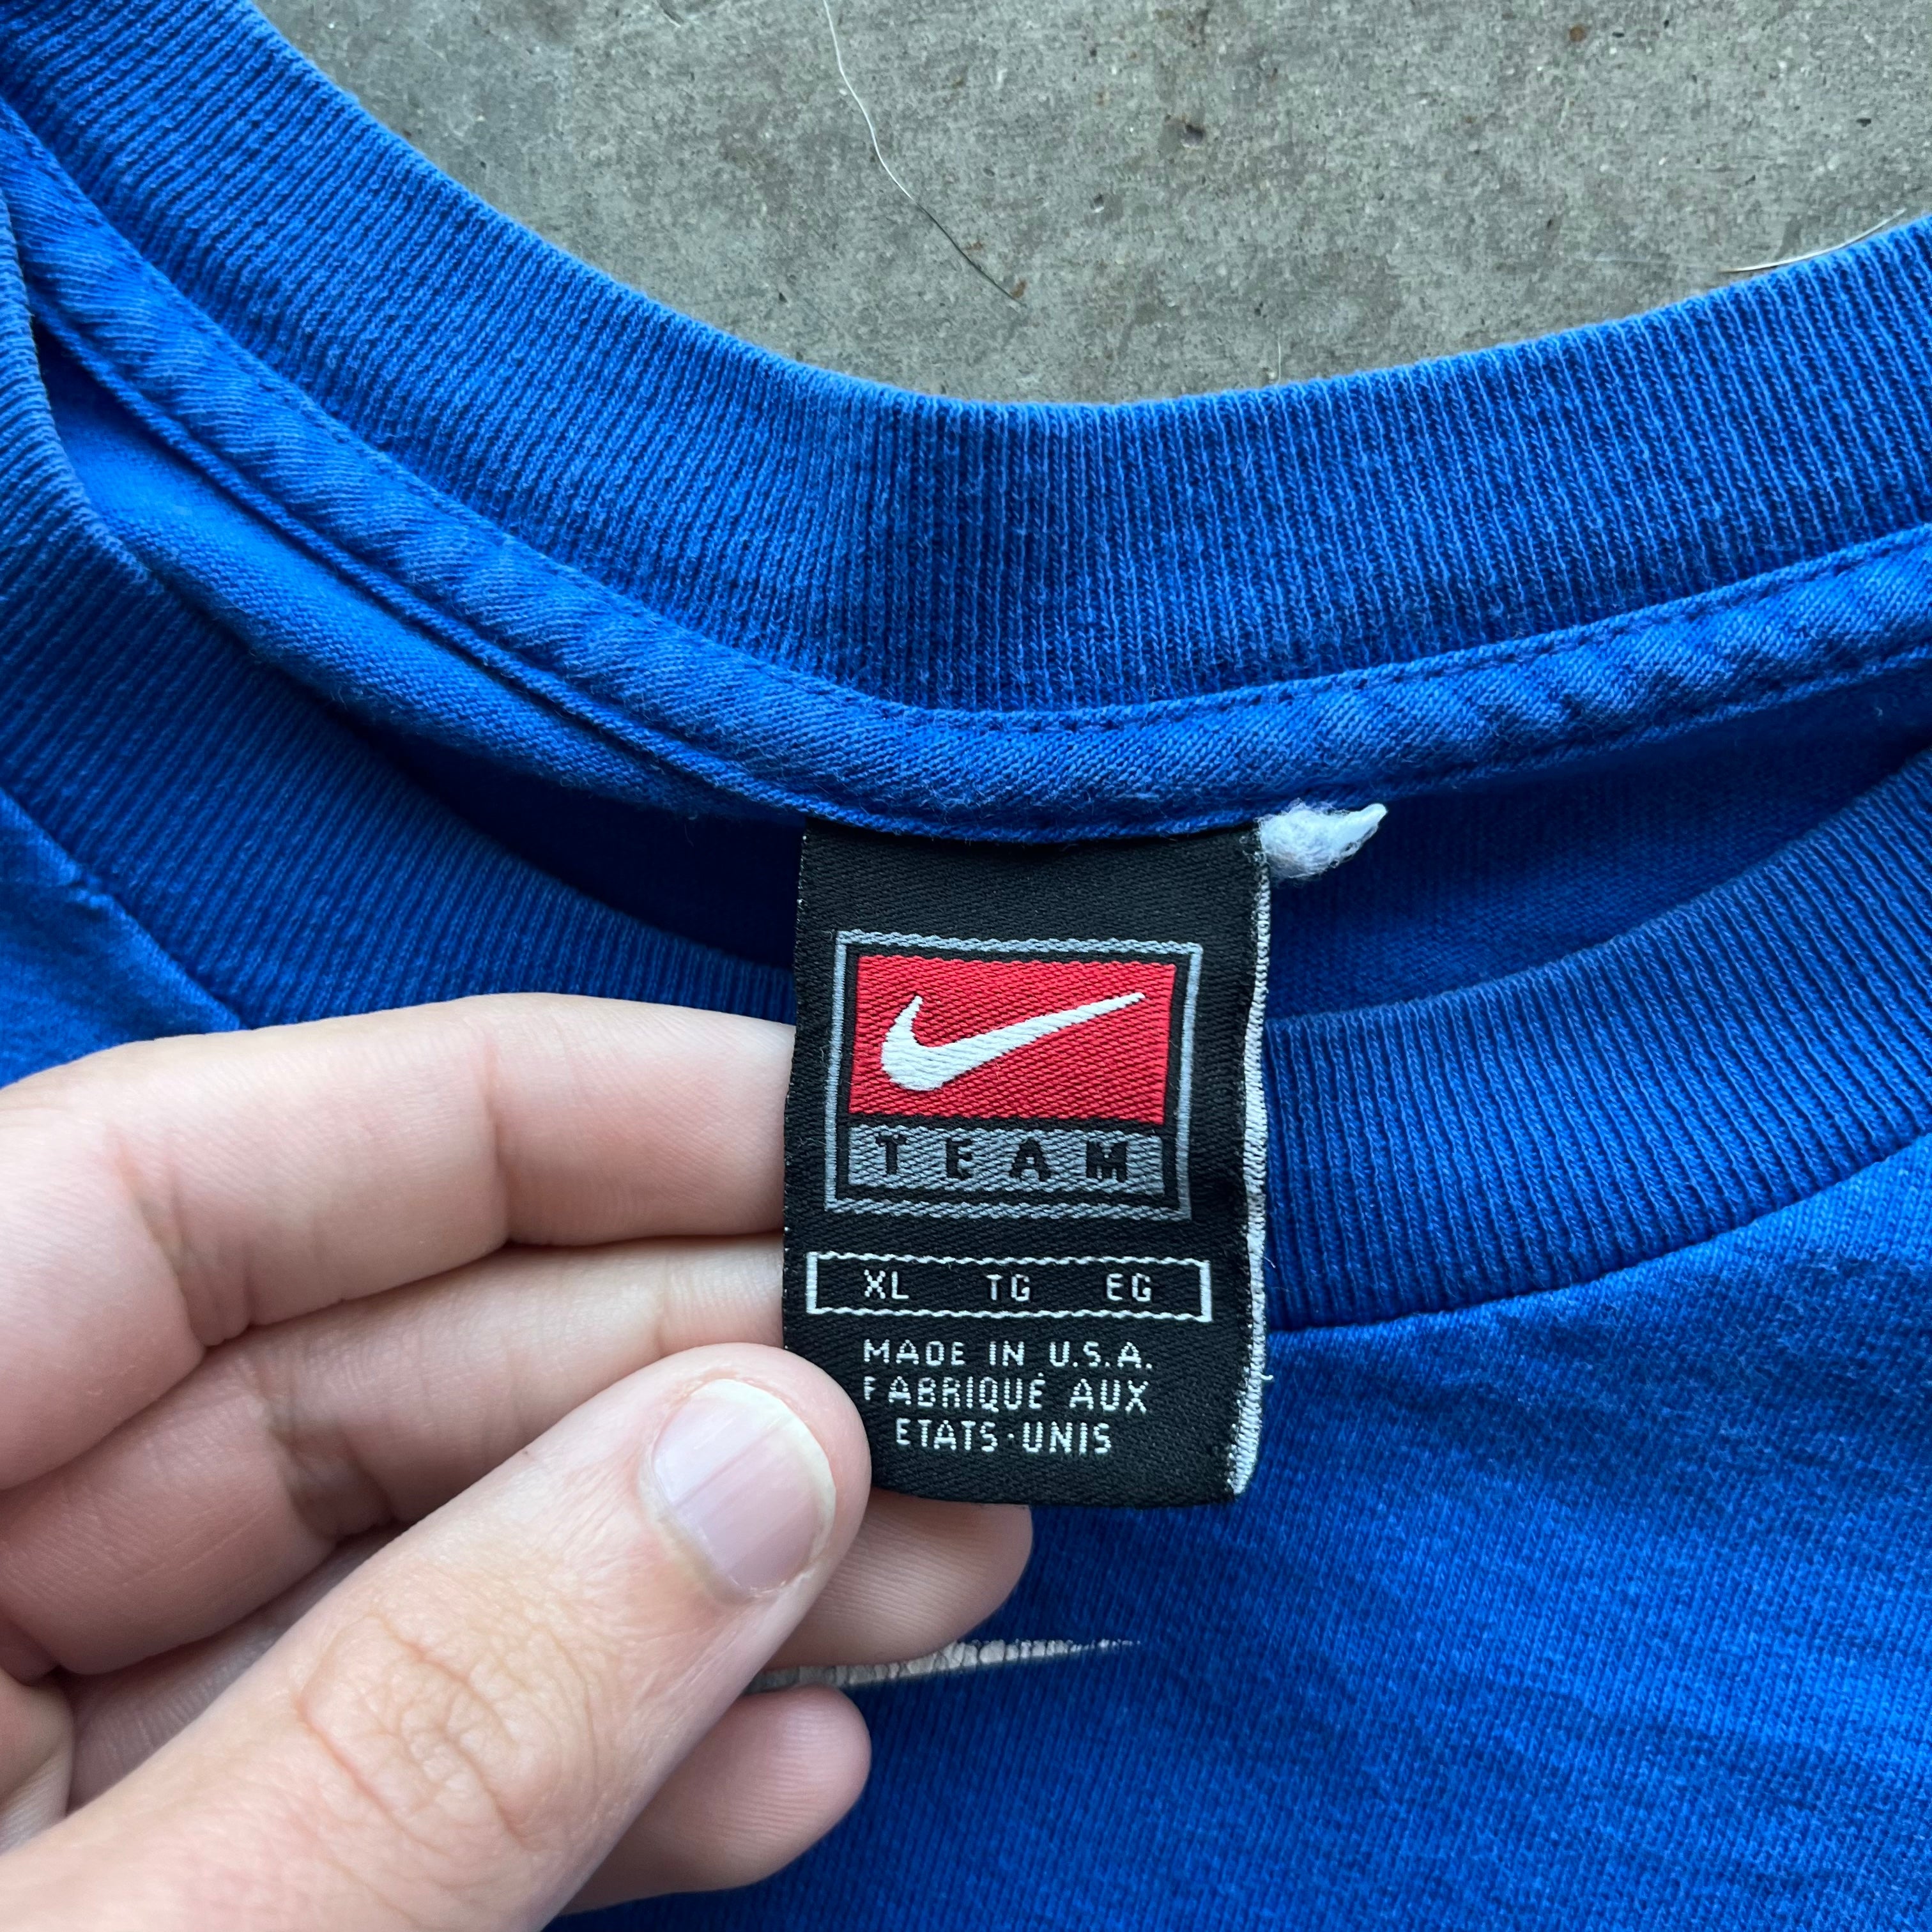 TEAM
XL TG EG
MADE IN U.S.A.
FABRIQUÉ AUX
ETATS-UNIS